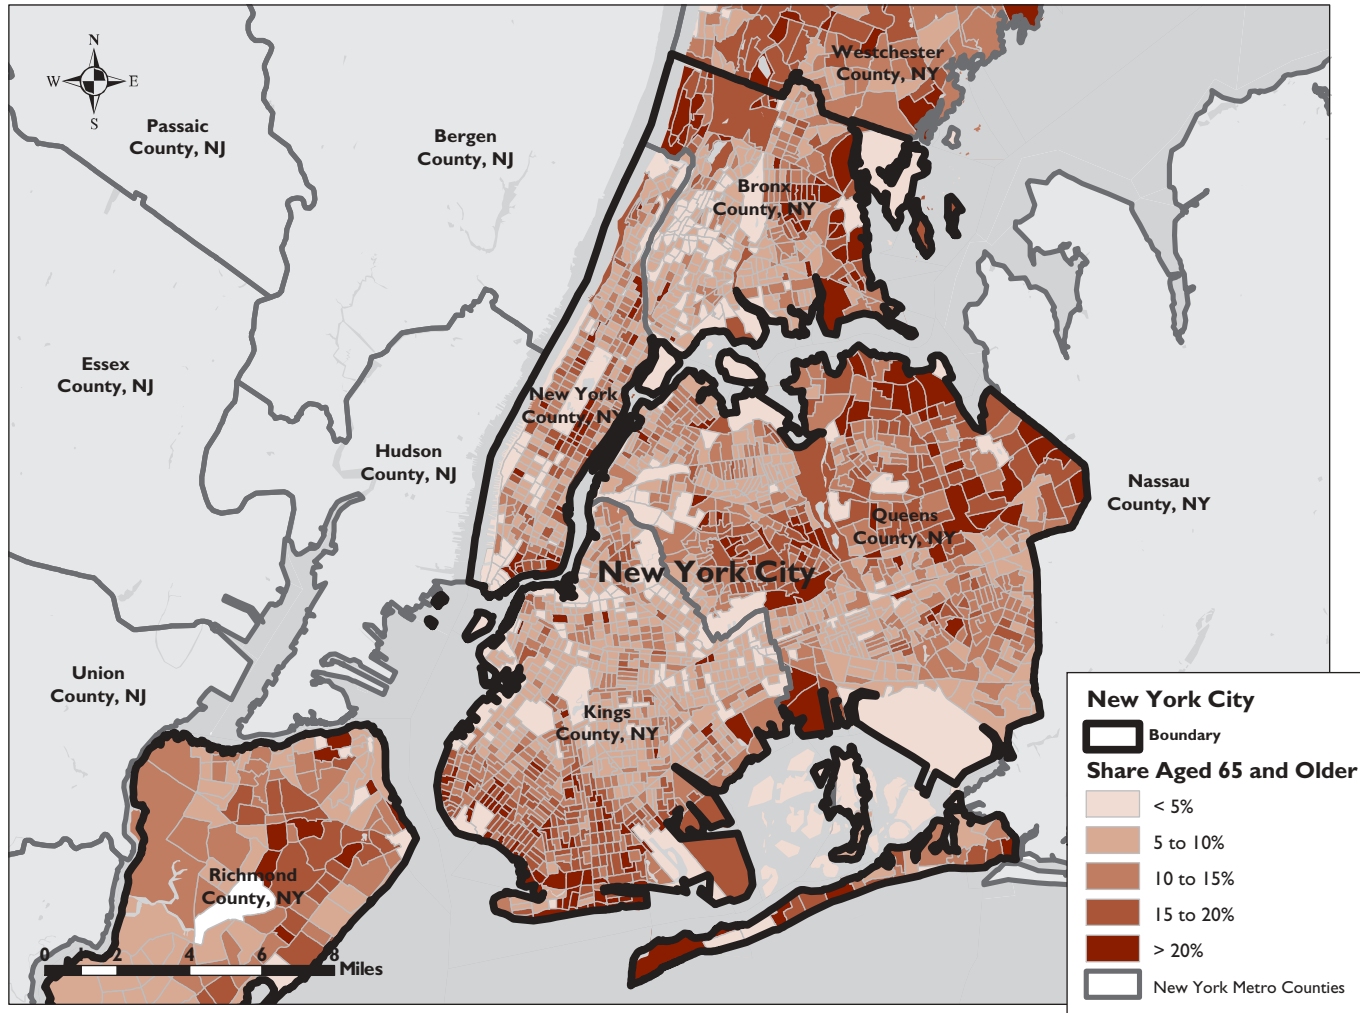 N
W E
S
Westchester
County, NY
Passaic
County, NJ
Bergen
County, NJ
Bronx
County, NY
Essex
County, NJ
New York
County, NY
Hudson
County, NJ
Nassau
County, NY
Queens
County, NY
New York City
Union
County, NJ
Kings
County, NY
Richmond
County, NY
0 2 4 6 8
Miles
New York City
Boundary
Share Aged 65 and Older
< 5%
5 to 10%
10 to 15%
15 to 20%
> 20%
New York Metro Counties